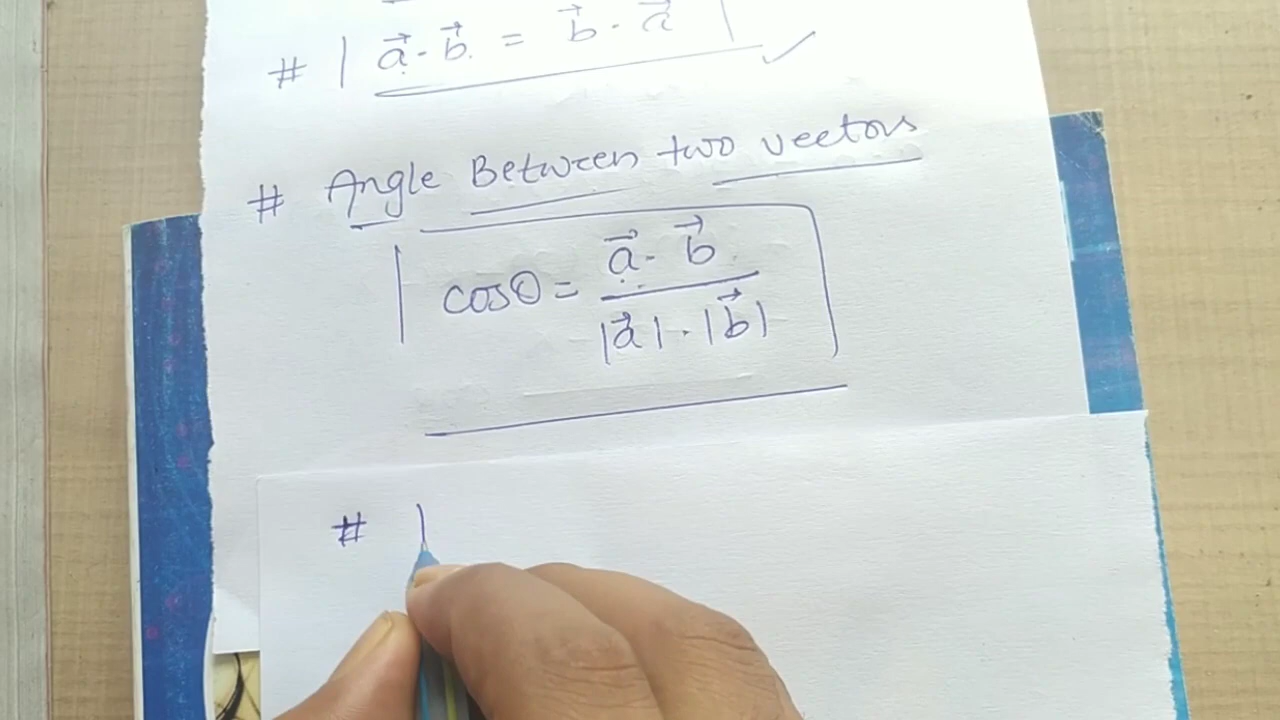 # | a⃗ · b⃗ = b⃗ · a⃗ |
# Angle Between two vectors
cosθ = a⃗ · b⃗ / |a⃗| · |b⃗|
# |